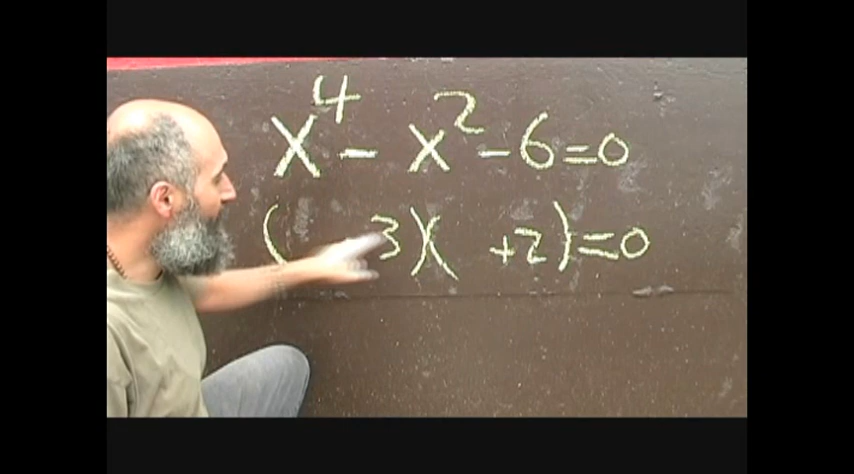 x⁴ - x² - 6 = 0
( 3)( +2) = 0